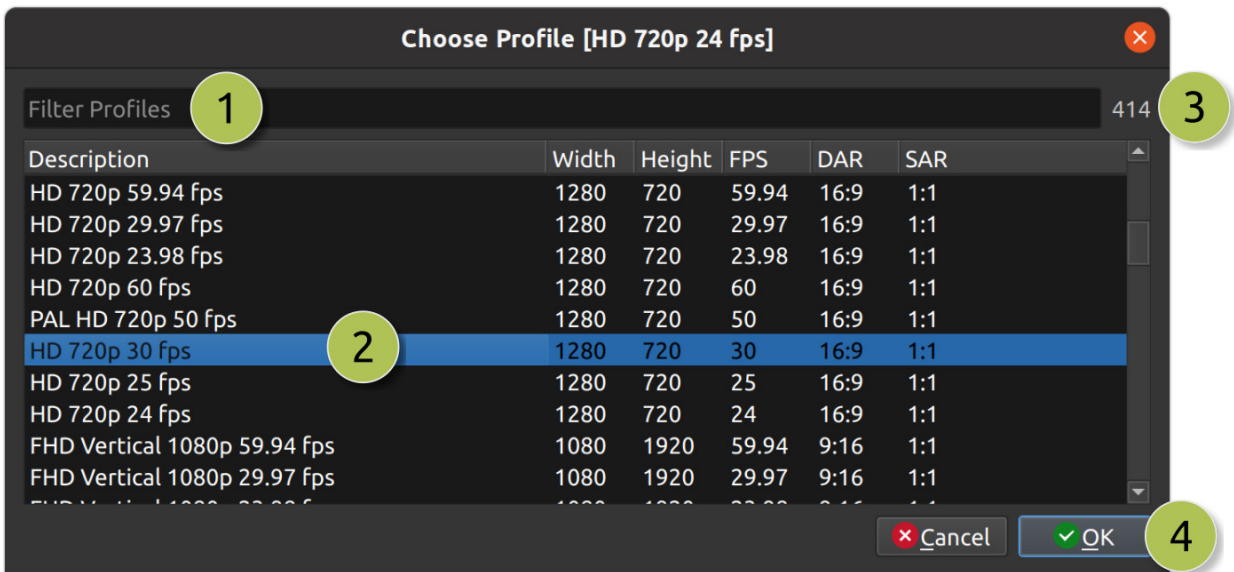 Choose Profile [HD 720p 24 fps]
Filter Profiles 1 414 3
Description Width Height FPS DAR SAR
HD 720p 59.94 fps 1280 720 59.94 16:9 1:1
HD 720p 29.97 fps 1280 720 29.97 16:9 1:1
HD 720p 23.98 fps 1280 720 23.98 16:9 1:1
HD 720p 60 fps 1280 720 60 16:9 1:1
PAL HD 720p 50 fps 1280 720 50 16:9 1:1
HD 720p 30 fps 2 1280 720 30 16:9 1:1
HD 720p 25 fps 1280 720 25 16:9 1:1
HD 720p 24 fps 1280 720 24 16:9 1:1
FHD Vertical 1080p 59.94 fps 1080 1920 59.94 9:16 1:1
FHD Vertical 1080p 29.97 fps 1080 1920 29.97 9:16 1:1
Cancel OK 4